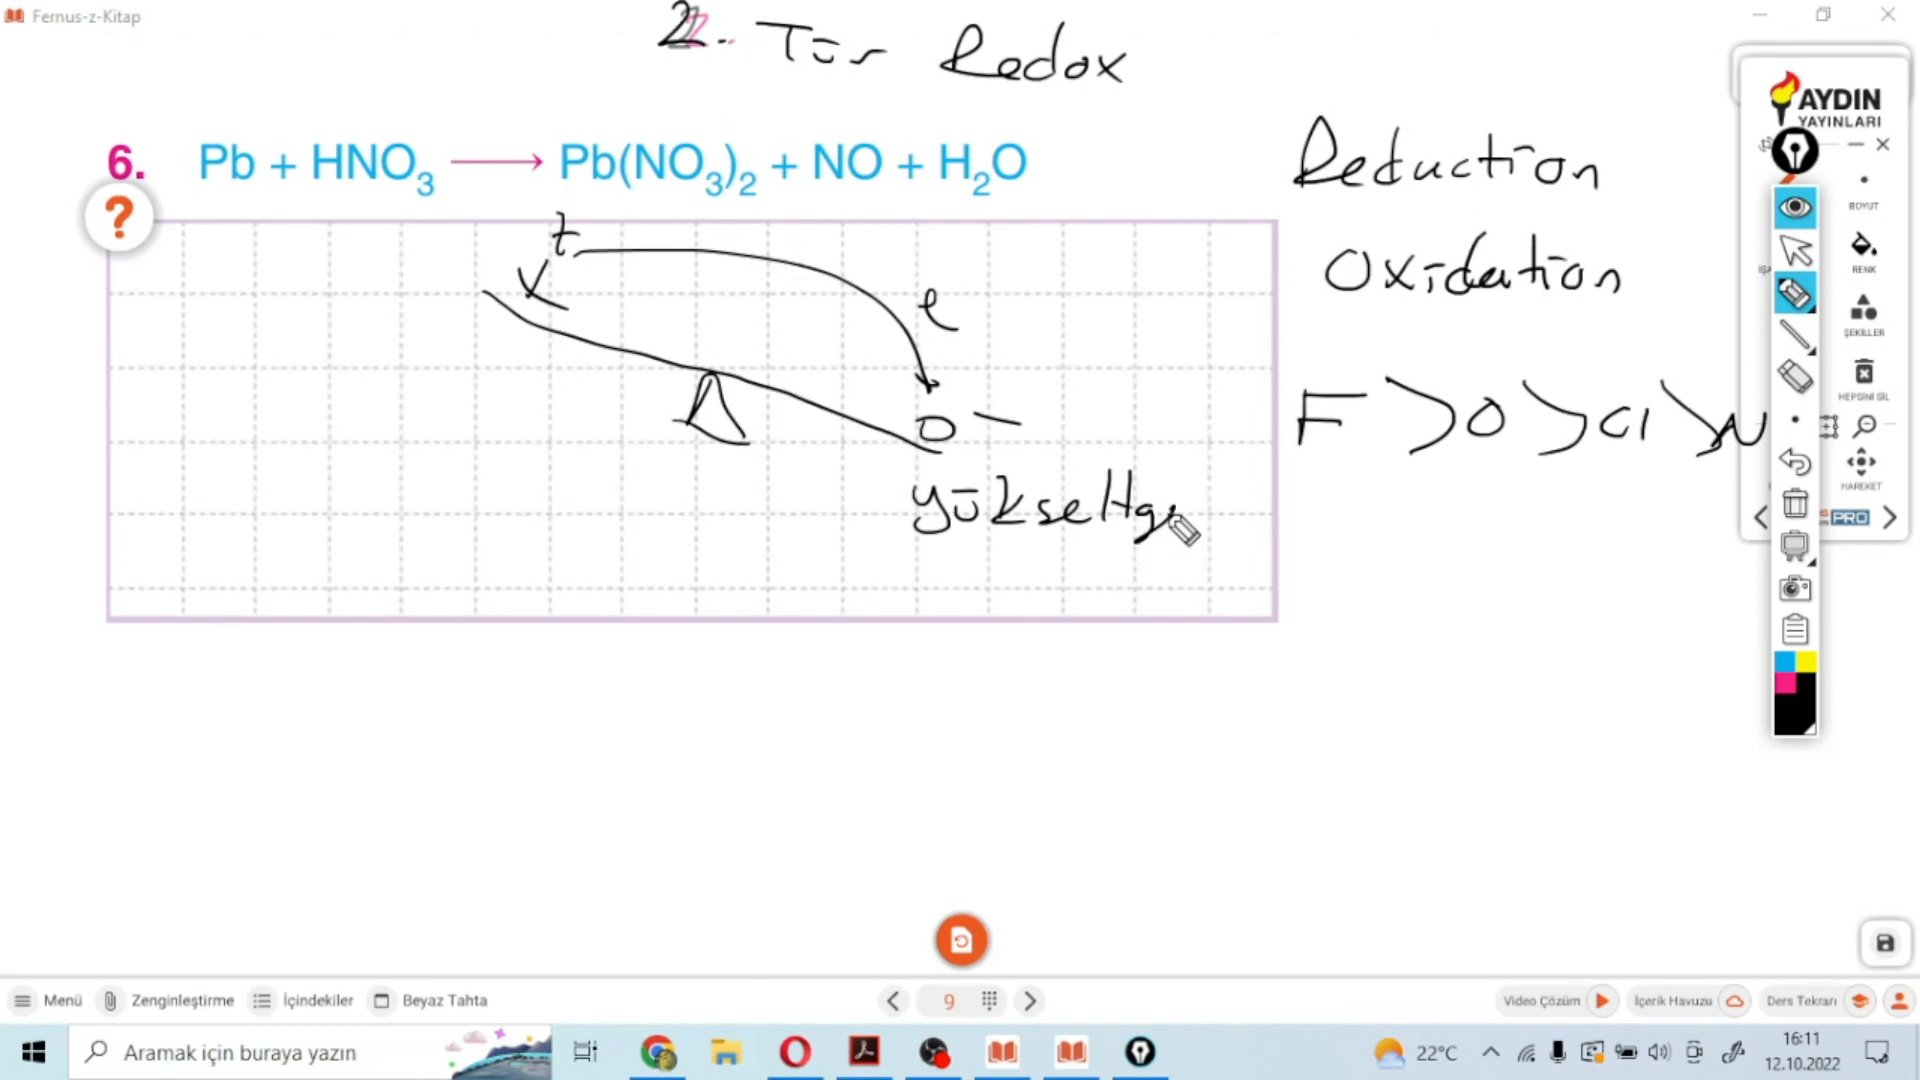 Fernus-z-Kitap
2. Tür Redox
AYDIN
YAYINLARI
6. Pb + HNO3 ⟶ Pb(NO3)2 + NO + H2O
Reduction
?
BOYUT
t
Oxidation
RENK
e
ŞEKİLLER
HEPSİNİ SİL
F > O > Cl > N
HAREKET
yükseltge
PRO
Menü
Zenginleştirme
İçindekiler
Beyaz Tahta
9
Video Çözüm
İçerik Havuzu
Ders Tekrarı
Aramak için buraya yazın
22°C
16:11
12.10.2022